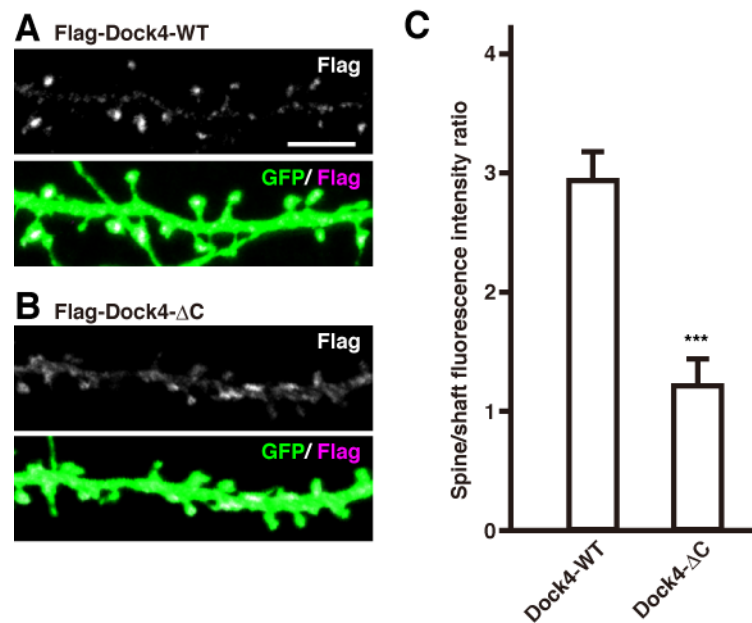 A Flag-Dock4-WT
Flag
GFP/ Flag
B Flag-Dock4-ΔC
Flag
GFP/ Flag
C
Spine/shaft fluorescence intensity ratio
4
3
2
1
0
***
Dock4-WT
Dock4-ΔC